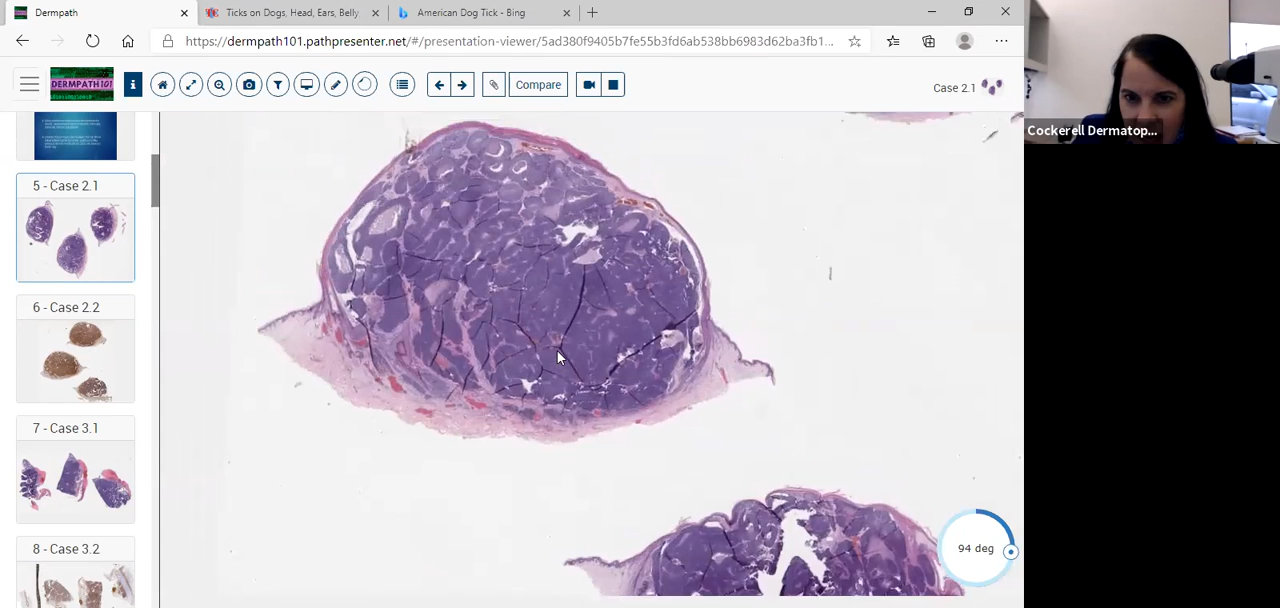 Dermpath
Ticks on Dogs, Head, Ears, Belly
American Dog Tick - Bing
https://dermpath101.pathpresenter.net/#/presentation-viewer/5ad380f9405b7fe55b3fd6ab538bb6983d62ba3fb1...
DERMPATH 101
Compare
Case 2.1
Cockerell Dermatop...
5 - Case 2.1
6 - Case 2.2
7 - Case 3.1
8 - Case 3.2
94 deg